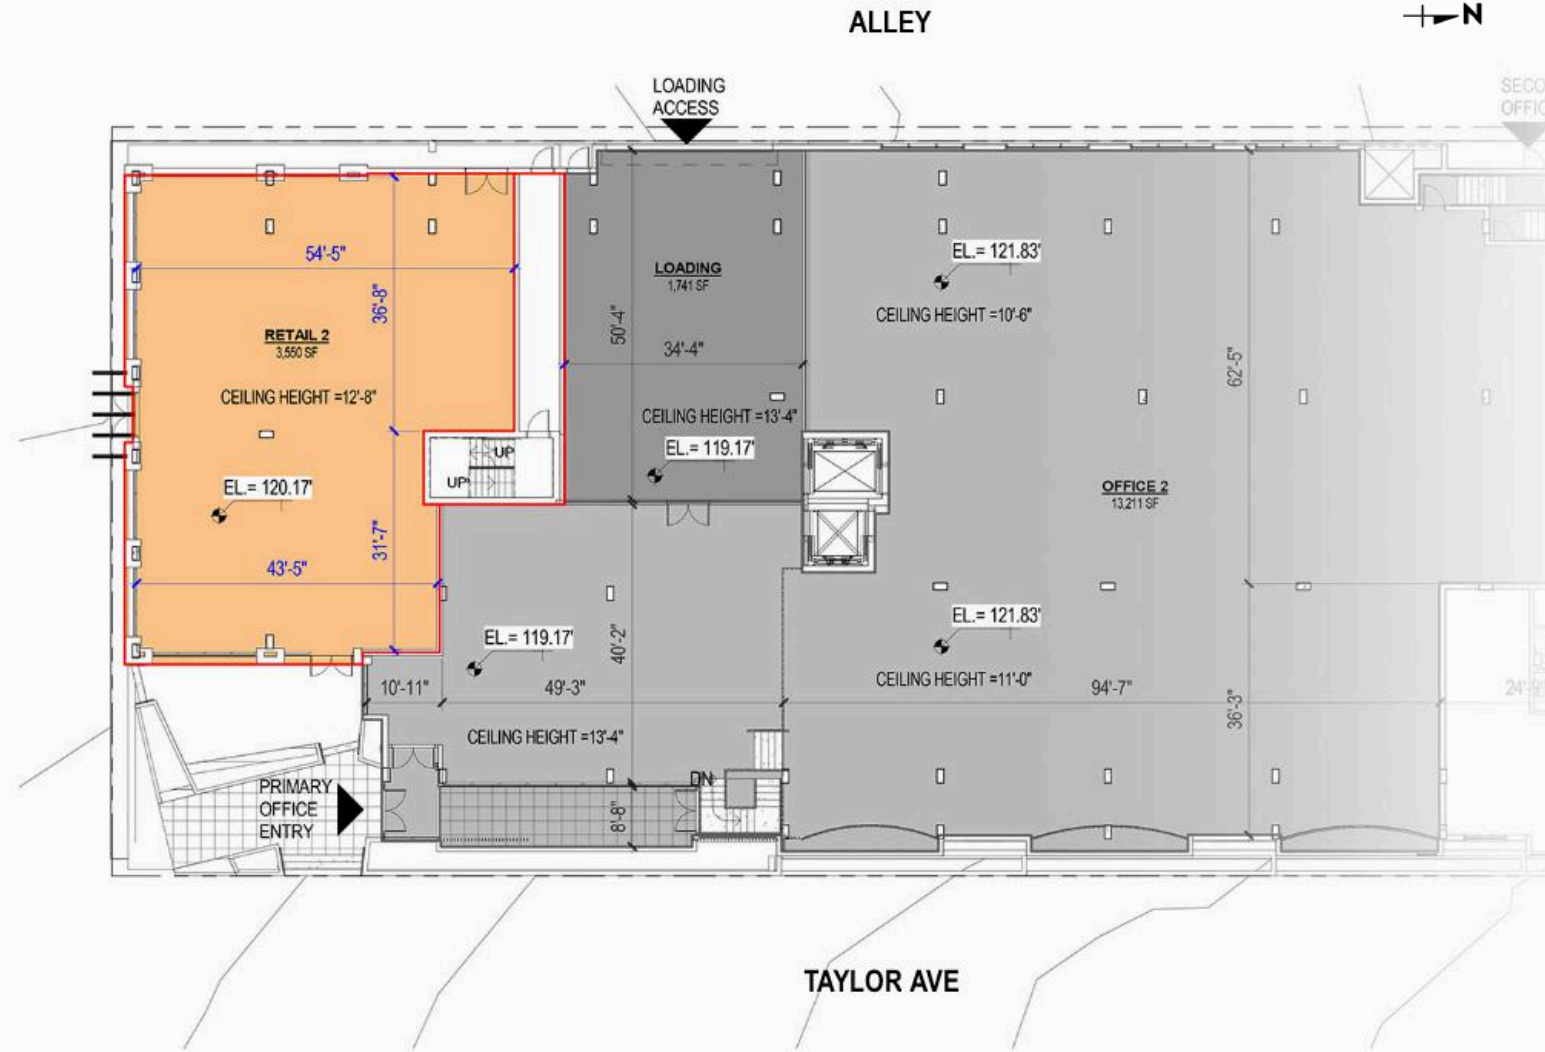 ALLEY
N
LOADING
ACCESS
SECO
OFFIC
54'-5"
36'-8"
RETAIL 2
3,550 SF
CEILING HEIGHT =12'-8"
EL.= 120.17'
31'-7"
43'-5"
UP
UP
LOADING
1,741 SF
50'-4"
34'-4"
CEILING HEIGHT =13'-4"
EL.= 119.17'
EL.= 121.83'
CEILING HEIGHT =10'-6"
62'-5"
OFFICE 2
13,211 SF
EL.= 119.17'
40'-2"
10'-11"
49'-3"
CEILING HEIGHT =13'-4"
EL.= 121.83'
CEILING HEIGHT =11'-0"
94'-7"
36'-3"
PRIMARY
OFFICE
ENTRY
DN
8'-8"
TAYLOR AVE